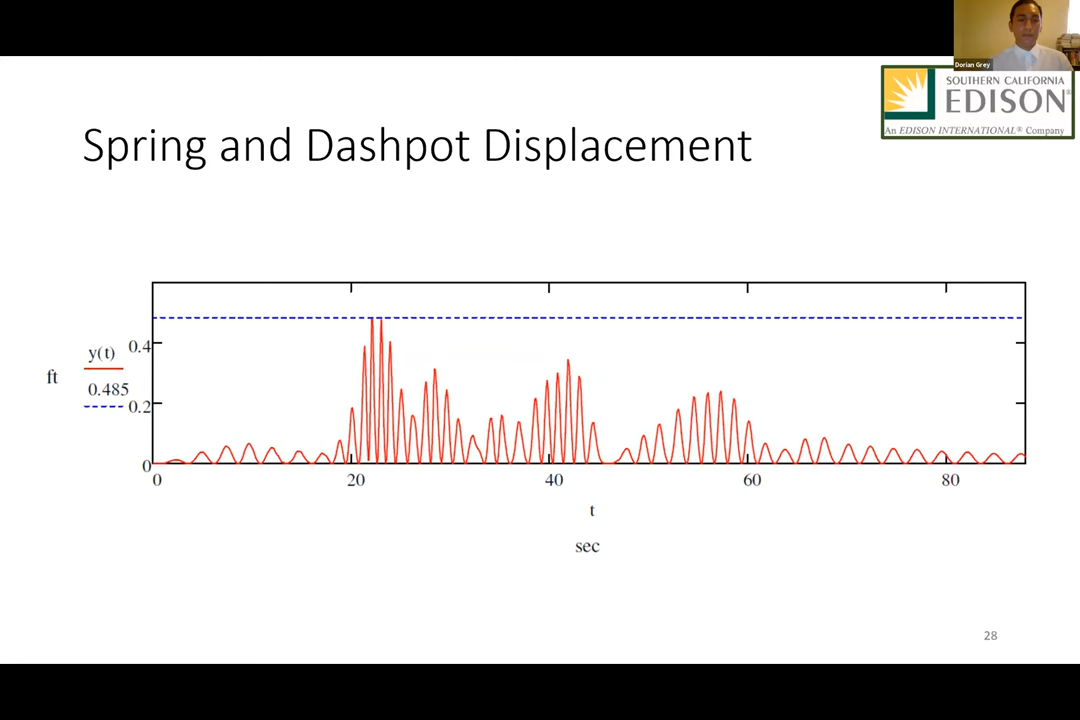 Dorian Grey
SOUTHERN CALIFORNIA
EDISON®
An EDISON INTERNATIONAL® Company
Spring and Dashpot Displacement
y(t)
0.485
ft
0.4
0.2
0
0 20 40 60 80
t
sec
28